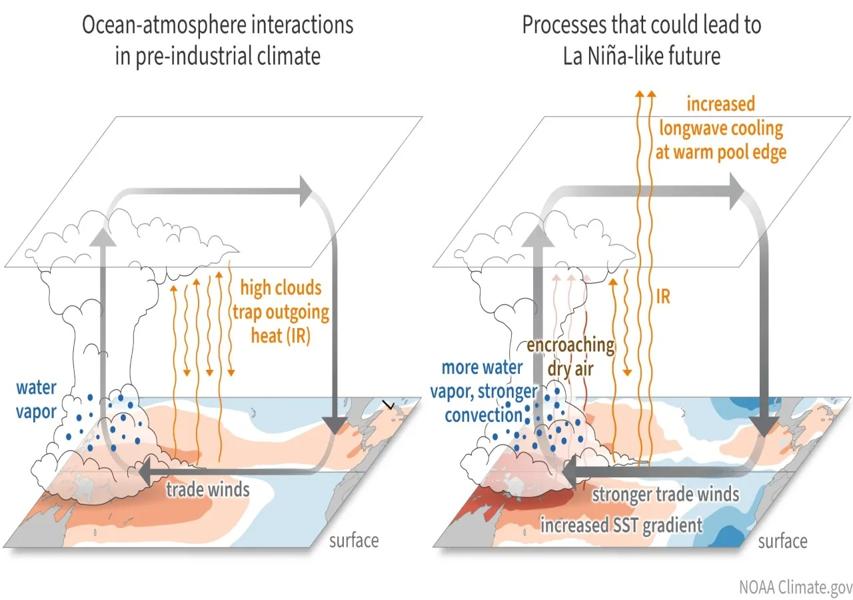 Ocean-atmosphere interactions
in pre-industrial climate
high clouds
trap outgoing
heat (IR)
water
vapor
trade winds
surface
Processes that could lead to
La Niña-like future
increased
longwave cooling
at warm pool edge
IR
encroaching
dry air
more water
vapor, stronger
convection
stronger trade winds
increased SST gradient
surface
NOAA Climate.gov